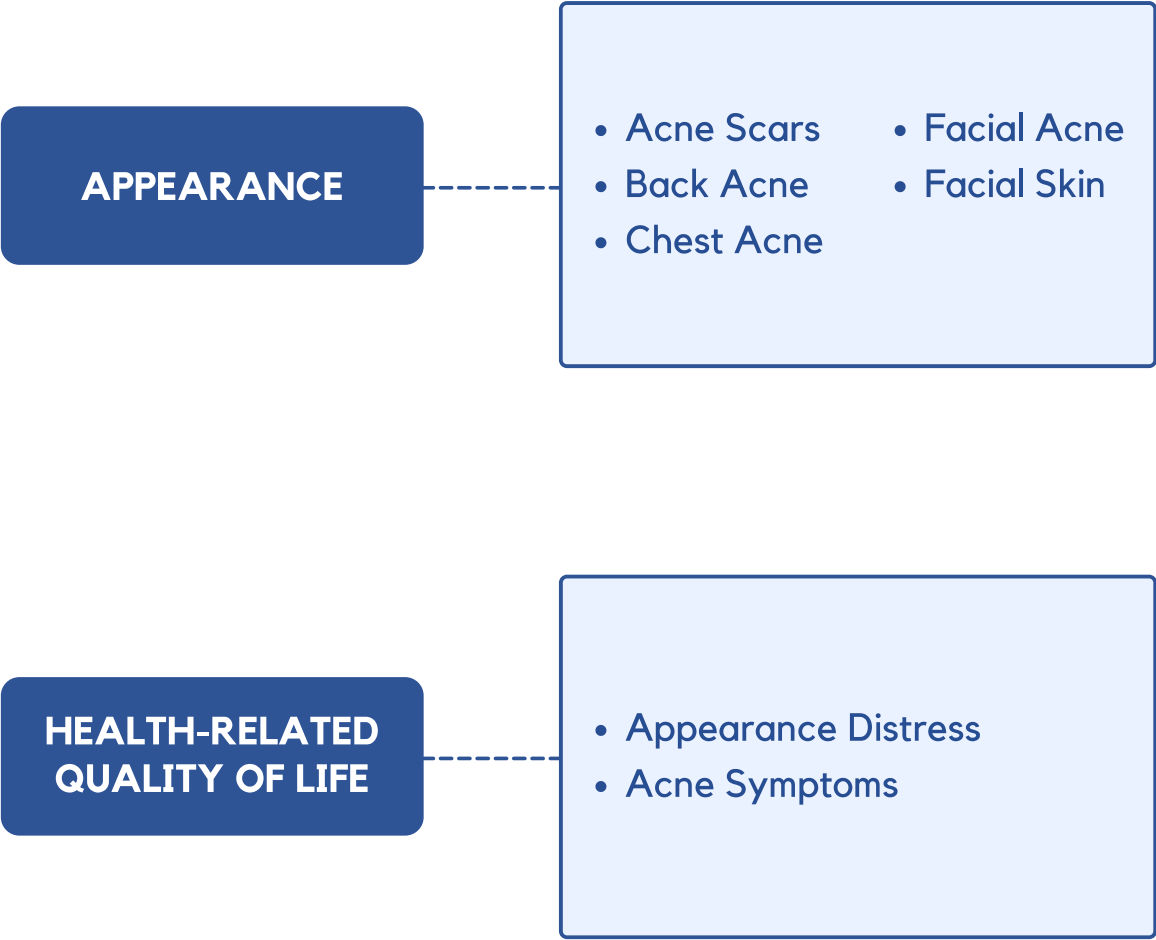 APPEARANCE
• Acne Scars
• Back Acne
• Chest Acne
• Facial Acne
• Facial Skin
HEALTH-RELATED
QUALITY OF LIFE
• Appearance Distress
• Acne Symptoms